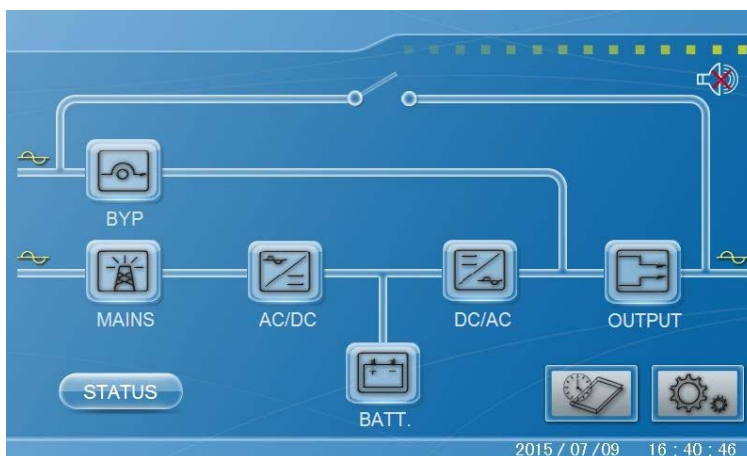 BYP
MAINS
AC/DC
DC/AC
OUTPUT
STATUS
BATT.
2015/07/09 16:40:46